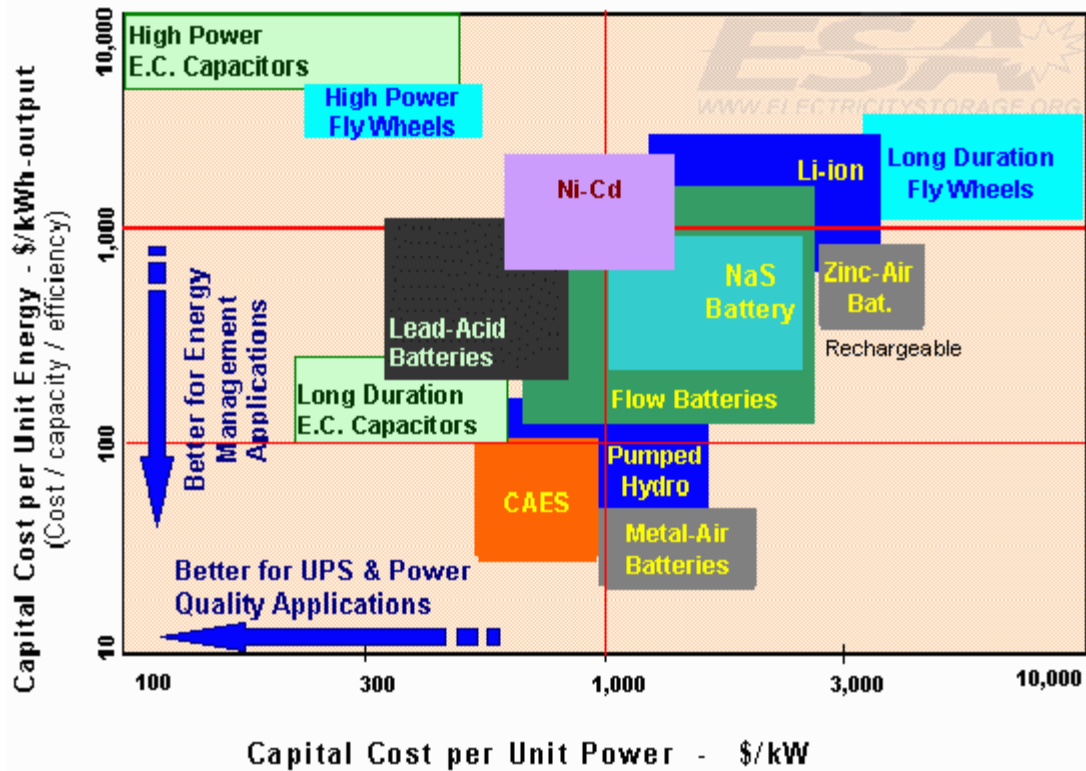 ESA
WWW.ELECTRICITYSTORAGE.ORG
Capital Cost per Unit Energy - $/kWh-output
(Cost / capacity / efficiency)
10,000
1,000
100
10
High Power
E.C. Capacitors
High Power
Fly Wheels
Long Duration
Fly Wheels
Li-ion
Ni-Cd
NaS
Battery
Zinc-Air
Bat.
Rechargeable
Lead-Acid
Batteries
Flow Batteries
Long Duration
E.C. Capacitors
Pumped
Hydro
CAES
Metal-Air
Batteries
Better for Energy
Management
Applications
Better for UPS & Power
Quality Applications
100
300
1,000
3,000
10,000
Capital Cost per Unit Power - $/kW